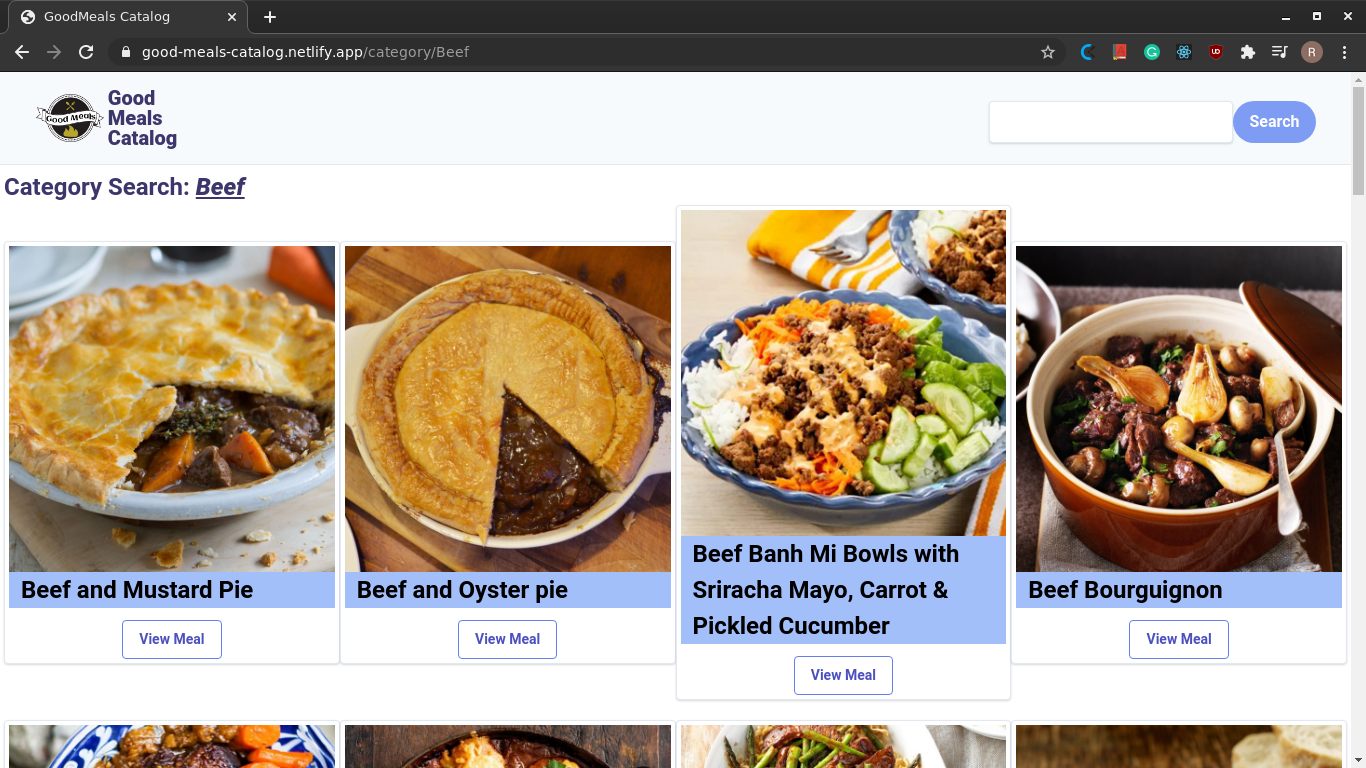 GoodMeals Catalog
good-meals-catalog.netlify.app/category/Beef
UD
R
Good Meals
Good
Meals
Catalog
Search
Category Search: Beef
Beef and Mustard Pie
View Meal
Beef and Oyster pie
View Meal
Beef Banh Mi Bowls with
Sriracha Mayo, Carrot &
Pickled Cucumber
View Meal
Beef Bourguignon
View Meal